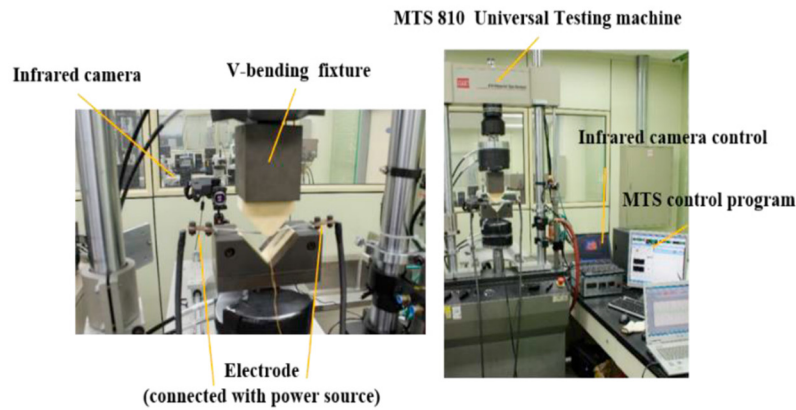 MTS 810 Universal Testing machine
Infrared camera
V-bending fixture
Infrared camera control
MTS control program
Electrode
(connected with power source)